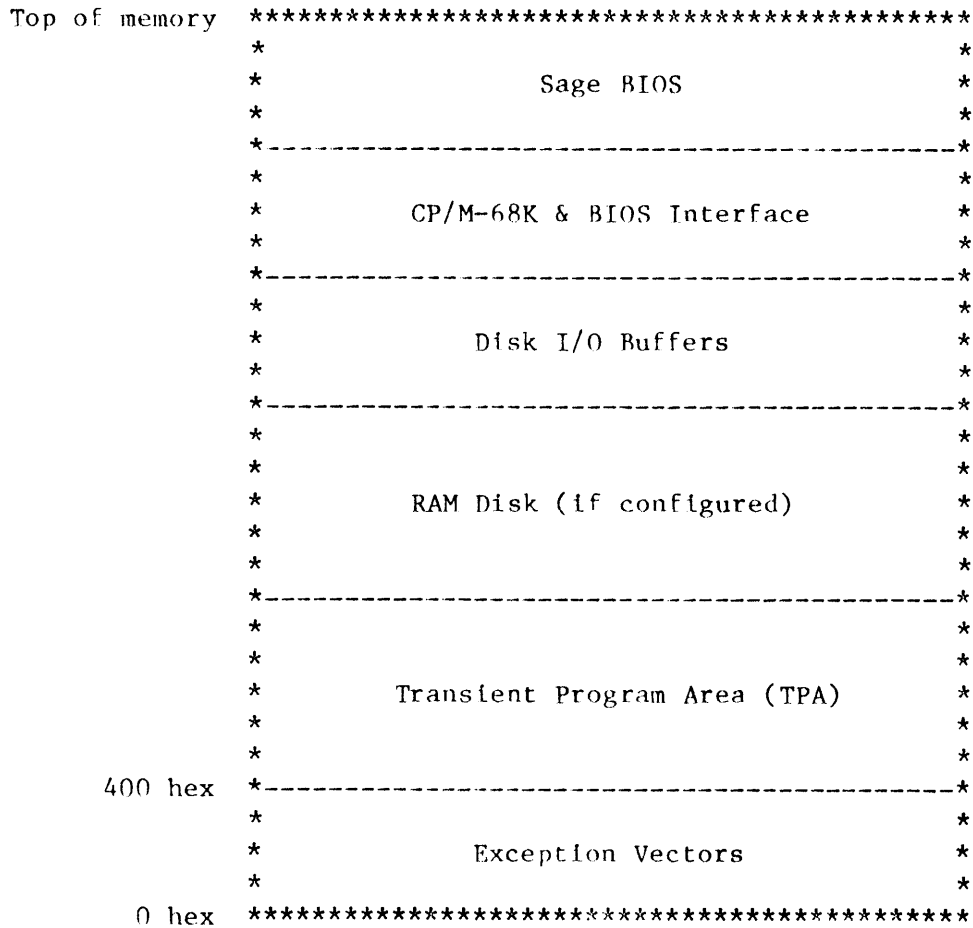 Top of memory *********************************************
* *
* Sage BIOS *
* *
*-------------------------------------------*
* *
* CP/M-68K & BIOS Interface *
* *
*-------------------------------------------*
* *
* Disk I/O Buffers *
* *
*-------------------------------------------*
* *
* *
* RAM Disk (if configured) *
* *
* *
*-------------------------------------------*
* *
* *
* Transient Program Area (TPA) *
* *
* *
400 hex *-------------------------------------------*
* *
* Exception Vectors *
* *
0 hex *********************************************